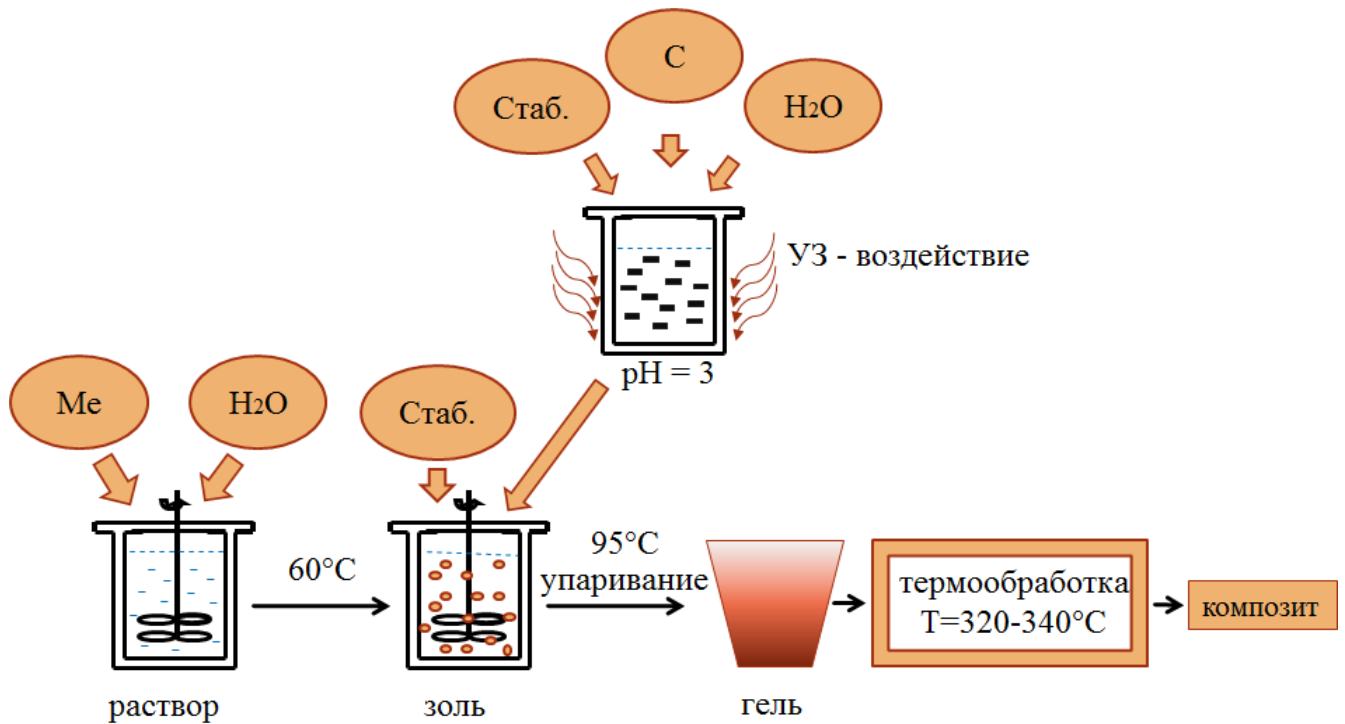 С
Стаб.
H2O
УЗ - воздействие
pH = 3
Me
H2O
Стаб.
60°C
95°C
упаривание
термообработка
T=320-340°C
композит
раствор
золь
гель